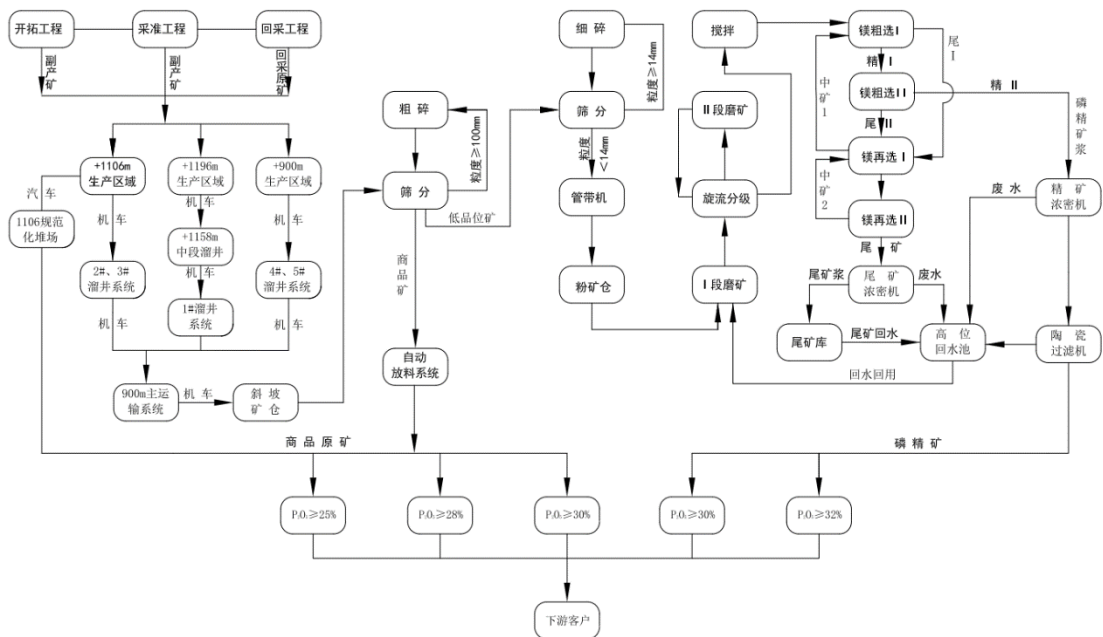 开拓工程
采准工程
回采工程
副产矿
副产矿
回采原矿
+1106m
生产区域
+1196m
生产区域
+900m
生产区域
汽车
机车
机车
机车
1106规范
化堆场
+1158m
中段溜井
机车
2#、3#
溜井系统
1#溜井
系统
4#、5#
溜井系统
机车
机车
900m主运
输系统
机车
斜坡
矿仓
粗碎
粒度≥100mm
筛分
低品位矿
商品矿
自动
放料系统
细碎
粒度≥14mm
筛分
粒度
<14mm
管带机
粉矿仓
搅拌
II段磨矿
旋流分级
I段磨矿
镁粗选I
精I
镁粗选II
尾II
镁再选I
镁再选II
中矿1
中矿2
尾I
精II
磷精矿浆
尾矿
尾矿浆
尾矿
浓密机
废水
废水
精矿
浓密机
尾矿库
尾矿回水
高位
回水池
陶瓷
过滤机
回水回用
商品原矿
磷精矿
P₂O₅≥25%
P₂O₅≥28%
P₂O₅≥30%
P₂O₅≥30%
P₂O₅≥32%
下游客户